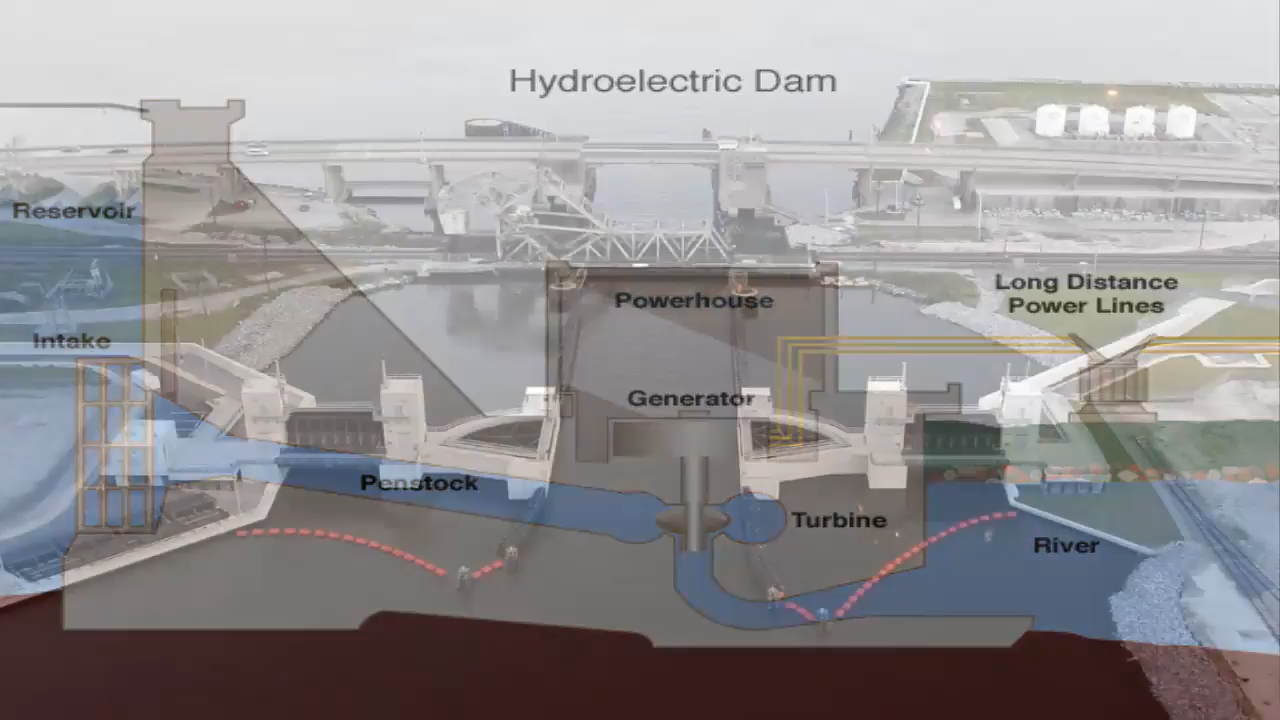 Hydroelectric Dam
Reservoir
Intake
Powerhouse
Long Distance
Power Lines
Generator
Penstock
Turbine
River